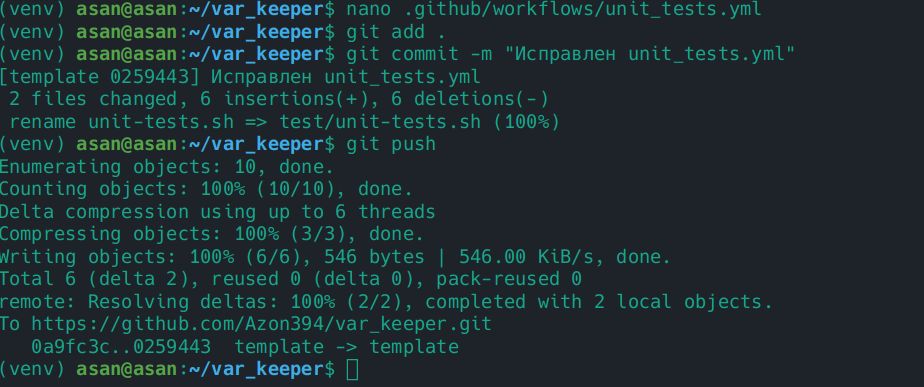 (venv) asan@asan:~/var_keeper$ nano .github/workflows/unit_tests.yml
(venv) asan@asan:~/var_keeper$ git add .
(venv) asan@asan:~/var_keeper$ git commit -m "Исправлен unit_tests.yml"
[template 0259443] Исправлен unit_tests.yml
 2 files changed, 6 insertions(+), 6 deletions(-)
 rename unit-tests.sh => test/unit-tests.sh (100%)
(venv) asan@asan:~/var_keeper$ git push
Enumerating objects: 10, done.
Counting objects: 100% (10/10), done.
Delta compression using up to 6 threads
Compressing objects: 100% (3/3), done.
Writing objects: 100% (6/6), 546 bytes | 546.00 KiB/s, done.
Total 6 (delta 2), reused 0 (delta 0), pack-reused 0
remote: Resolving deltas: 100% (2/2), completed with 2 local objects.
To https://github.com/Azon394/var_keeper.git
   0a9fc3c..0259443  template -> template
(venv) asan@asan:~/var_keeper$